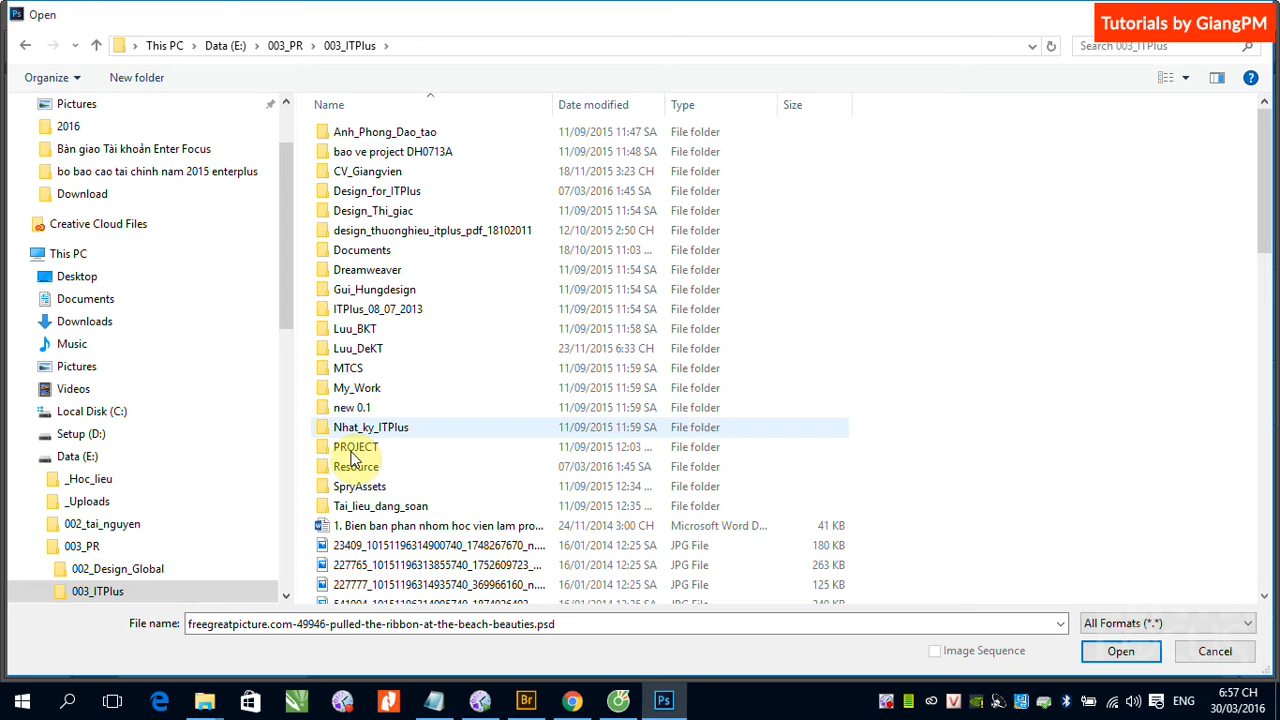 Open
Tutorials by GiangPM
This PC Data (E:) 003_PR 003_ITPlus
Search 003_ITPlus
Organize New folder
Name Date modified Type Size
Pictures
2016
Bàn giao Tài khoản Enter Focus
bo bao cao tai chinh nam 2015 enterplus
Download
Creative Cloud Files
This PC
Desktop
Documents
Downloads
Music
Pictures
Videos
Local Disk (C:)
Setup (D:)
Data (E:)
_Hoc_lieu
_Uploads
002_tai_nguyen
003_PR
002_Design_Global
003_ITPlus
Anh_Phong_Dao_tao 11/09/2015 11:47 SA File folder
bao ve project DH0713A 11/09/2015 11:48 SA File folder
CV_Giangvien 18/11/2015 3:23 CH File folder
Design_for_ITPlus 07/03/2016 1:45 SA File folder
Design_Thi_giac 11/09/2015 11:54 SA File folder
design_thuonghieu_itplus_pdf_18102011 12/10/2015 2:50 CH File folder
Documents 18/10/2015 11:03 ... File folder
Dreamweaver 11/09/2015 11:54 SA File folder
Gui_Hungdesign 11/09/2015 11:54 SA File folder
ITPlus_08_07_2013 11/09/2015 11:54 SA File folder
Luu_BKT 11/09/2015 11:58 SA File folder
Luu_DeKT 23/11/2015 6:33 CH File folder
MTCS 11/09/2015 11:59 SA File folder
My_Work 11/09/2015 11:59 SA File folder
new 0.1 11/09/2015 11:59 SA File folder
Nhat_ky_ITPlus 11/09/2015 11:59 SA File folder
PROJECT 11/09/2015 12:03 ... File folder
Resource 07/03/2016 1:45 SA File folder
SpryAssets 11/09/2015 12:34 ... File folder
Tai_lieu_dang_soan 11/09/2015 12:35 ... File folder
1. Bien ban phan nhom hoc vien lam pro... 24/11/2014 3:00 CH Microsoft Word D... 41 KB
23409_10151196314900740_1748267670_n.... 16/01/2014 12:25 SA JPG File 180 KB
227765_10151196313855740_1752609723_... 16/01/2014 12:25 SA JPG File 263 KB
227777_10151196314935740_369966160_n.... 16/01/2014 12:25 SA JPG File 125 KB
File name: freegreatpicture.com-49946-pulled-the-ribbon-at-the-beach-beauties.psd All Formats (*.*)
Image Sequence Open Cancel
ENG
6:57 CH
30/03/2016